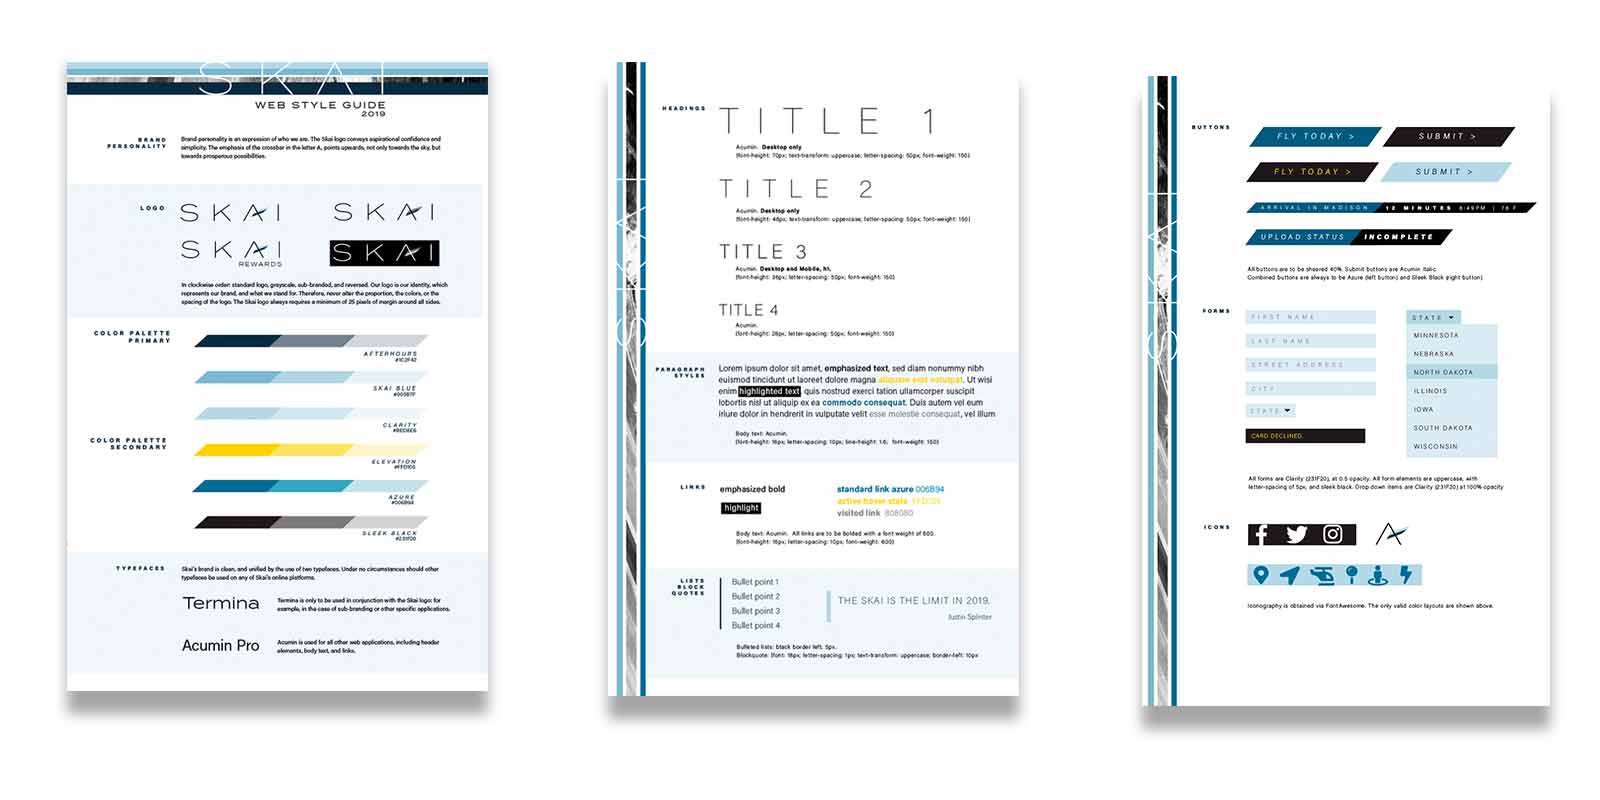 SKAI
WEB STYLE GUIDE
2019
BRAND
PERSONALITY
Brand personality is an expression of who we are. The Skai logo conveys aspirational confidence and
simplicity. The emphasis of the crossbar in the letter A, points upwards, not only towards the sky, but
towards prosperous possibilities.
LOGO
SKAI
SKAI
SKAI
REWARDS
SKAI
In clockwise order: standard logo, grayscale, sub-branded, and reversed. Our logo is our identity, which
represents our brand, and what we stand for. Therefore, never alter the proportion, the colors, or the
spacing of the logo. The Skai logo always requires a minimum of 25 pixels of margin around all sides.
COLOR PALETTE
PRIMARY
AFTERHOURS
#1C2F42
SKAI BLUE
CLARITY
COLOR PALETTE
SECONDARY
ELEVATION
AZURE
#006B94
SLEEK BLACK
#231F20
TYPEFACES
Skai's brand is clean, and unified by the use of two typefaces. Under no circumstances should other
typefaces be used on any of Skai's online platforms.
Termina
Termina is only to be used in conjunction with the Skai logo: for
example, in the case of sub-branding or other specific applications.
Acumin Pro
Acumin is used for all other web applications, including header
elements, body text, and links.
SKAI
HEADINGS
TITLE 1
Acumin. Desktop only
(font-height: 70px; text-transform: uppercase; letter-spacing: 50px; font-weight: 150)
TITLE 2
Acumin. Desktop only
(font-height: 48px; text-transform: uppercase; letter-spacing: 50px; font-weight: 150)
TITLE 3
Acumin. Desktop and Mobile, h1.
(font-height: 36px; letter-spacing: 50px; font-weight: 150)
TITLE 4
Acumin.
(font-height: 28px; letter-spacing: 50px; font-weight: 150)
PARAGRAPH
STYLES
Lorem ipsum dolor sit amet, emphasized text, sed diam nonummy nibh
euismod tincidunt ut laoreet dolore magna aliquam erat volutpat. Ut wisi
enim highlighted text quis nostrud exerci tation ullamcorper suscipit
lobortis nisl ut aliquip ex ea commodo consequat. Duis autem vel eum
iriure dolor in hendrerit in vulputate velit esse molestie consequat, vel illum
Body text: Acumin.
(font-height: 16px; letter-spacing: 10px; line-height: 1.6; font-weight: 150)
LINKS
emphasized bold
highlight
standard link azure 006B94
active hover state
visited link 808080
Body text: Acumin. All links are to be bolded with a font weight of 600.
(font-height: 16px; letter-spacing: 10px; font-weight: 600)
LISTS
BLOCK
QUOTES
Bullet point 1
Bullet point 2
Bullet point 3
Bullet point 4
THE SKAI IS THE LIMIT IN 2019.
Justin Splinter
Bulleted lists: black border left, 5px.
Blockquote: (font: 18px; letter-spacing: 1px; text-transform: uppercase; border-left: 10px
SKAI
BUTTONS
FLY TODAY >
SUBMIT >
FLY TODAY >
SUBMIT >
ARRIVAL IN MADISON 12 MINUTES 6:49PM | 76 F
UPLOAD STATUS INCOMPLETE
All buttons are to be sheered 40%. Submit buttons are Acumin Italic.
Combined buttons are always to be Azure (left button) and Sleek Black (right button)
FORMS
FIRST NAME
LAST NAME
STREET ADDRESS
CITY
STATE
CARD DECLINED.
STATE
MINNESOTA
NEBRASKA
NORTH DAKOTA
ILLINOIS
IOWA
SOUTH DAKOTA
WISCONSIN
All forms are Clarity (231F20), at 0.5 opacity. All form elements are uppercase, with
letter-spacing of 5px, and sleek black. Drop down items are Clarity (231F20) at 100% opacity
ICONS
Iconography is obtained via FontAwesome. The only valid color layouts are shown above.